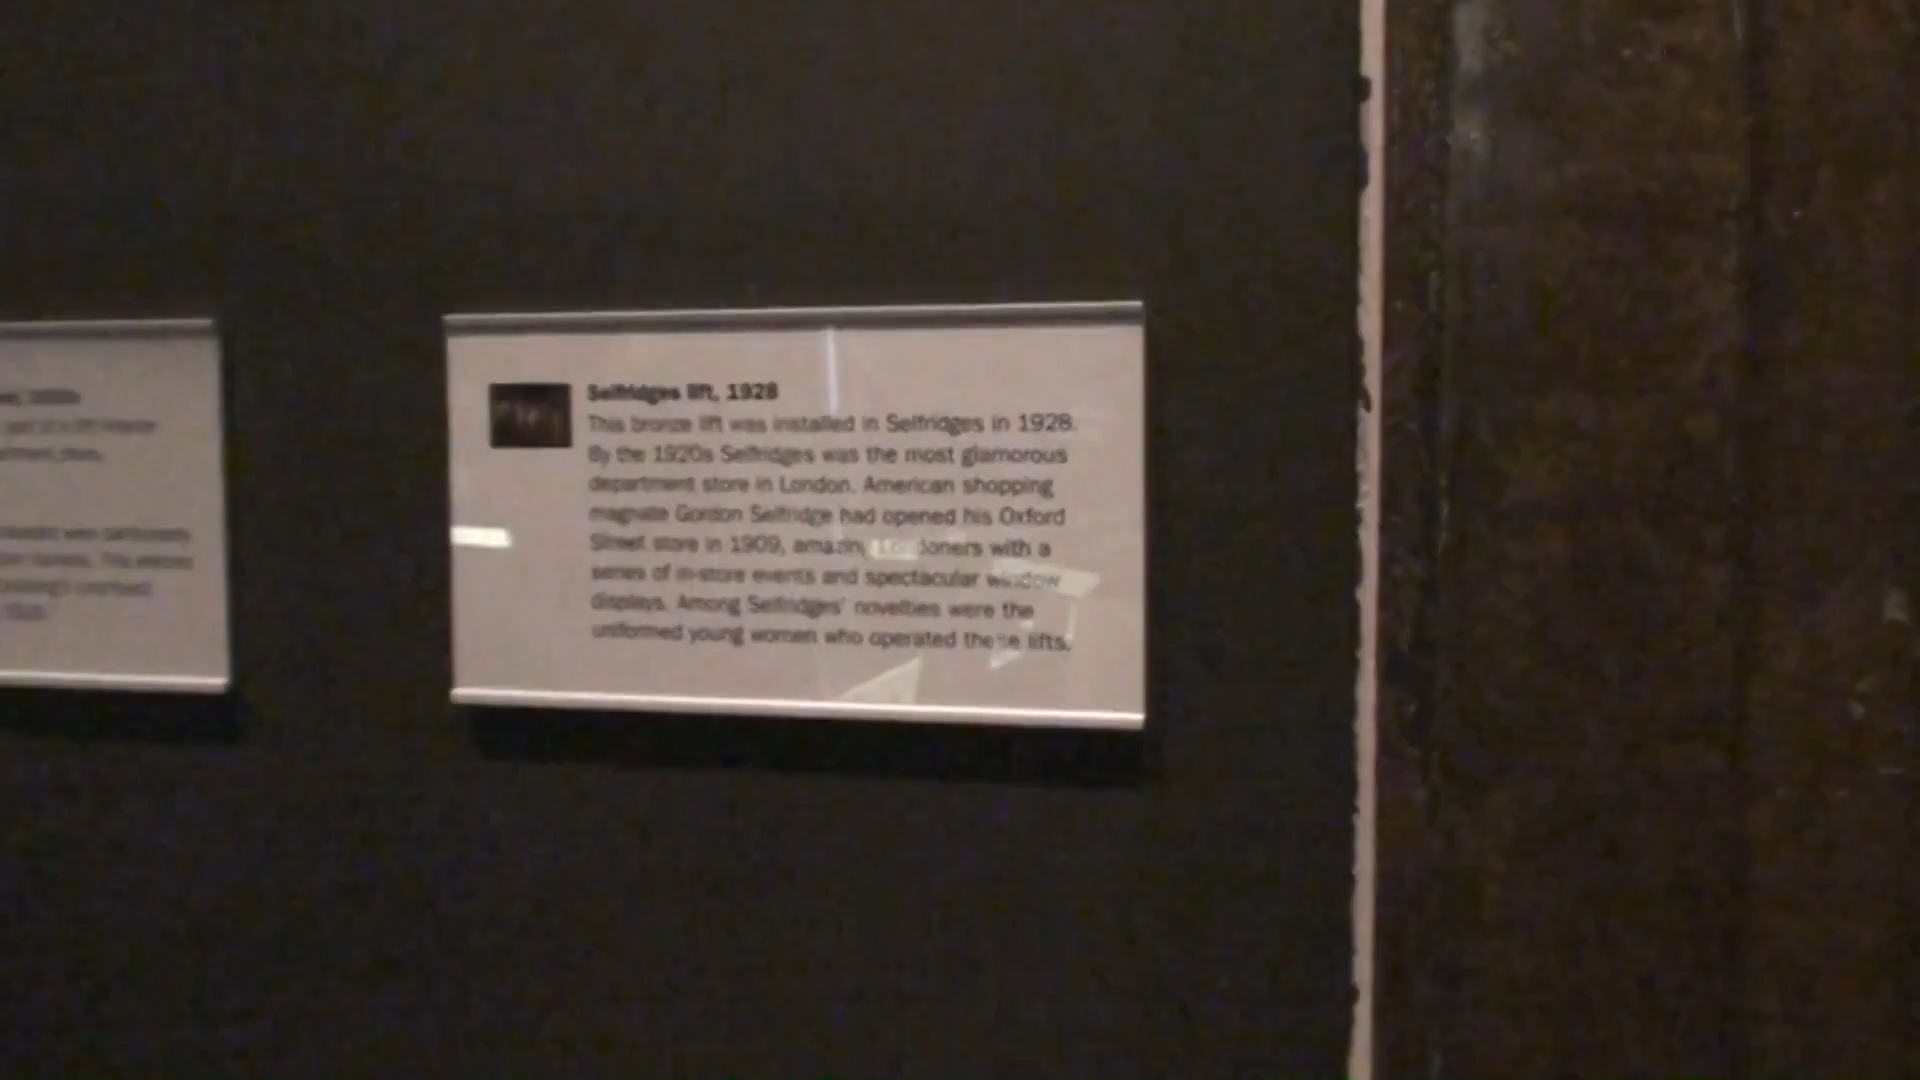 Selfridges lift, 1928
This bronze lift was installed in Selfridges in 1928.
By the 1920s Selfridges was the most glamorous
department store in London. American shopping
magnate Gordon Selfridge had opened his Oxford
Street store in 1909, amazing Londoners with a
series of in-store events and spectacular window
displays. Among Selfridges' novelties were the
uniformed young women who operated these lifts.